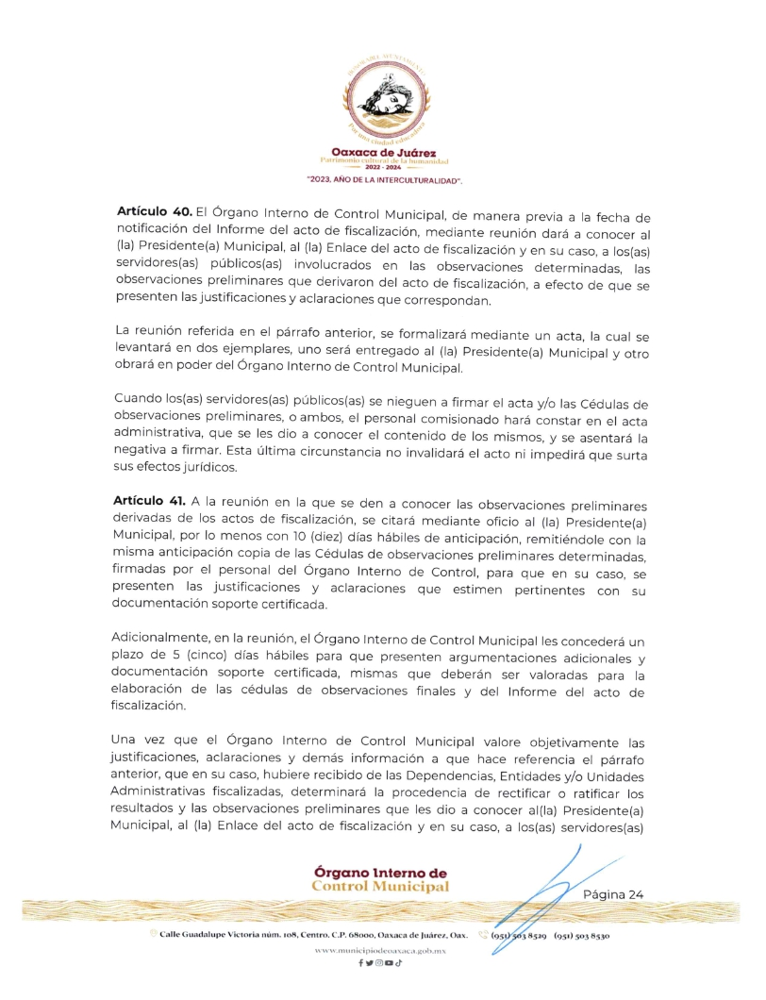 HONORABLE AYUNTAMIENTO
Por una ciudad educadora
Oaxaca de Juárez
Patrimonio cultural de la humanidad
2022 - 2024
"2023, AÑO DE LA INTERCULTURALIDAD".
Artículo 40. El Órgano Interno de Control Municipal, de manera previa a la fecha de
notificación del Informe del acto de fiscalización, mediante reunión dará a conocer al
(la) Presidente(a) Municipal, al (la) Enlace del acto de fiscalización y en su caso, a los(as)
servidores(as) públicos(as) involucrados en las observaciones determinadas, las
observaciones preliminares que derivaron del acto de fiscalización, a efecto de que se
presenten las justificaciones y aclaraciones que correspondan.
La reunión referida en el párrafo anterior, se formalizará mediante un acta, la cual se
levantará en dos ejemplares, uno será entregado al (la) Presidente(a) Municipal y otro
obrará en poder del Órgano Interno de Control Municipal.
Cuando los(as) servidores(as) públicos(as) se nieguen a firmar el acta y/o las Cédulas de
observaciones preliminares, o ambos, el personal comisionado hará constar en el acta
administrativa, que se les dio a conocer el contenido de los mismos, y se asentará la
negativa a firmar. Esta última circunstancia no invalidará el acto ni impedirá que surta
sus efectos jurídicos.
Artículo 41. A la reunión en la que se den a conocer las observaciones preliminares
derivadas de los actos de fiscalización, se citará mediante oficio al (la) Presidente(a)
Municipal, por lo menos con 10 (diez) días hábiles de anticipación, remitiéndole con la
misma anticipación copia de las Cédulas de observaciones preliminares determinadas,
firmadas por el personal del Órgano Interno de Control, para que en su caso, se
presenten las justificaciones y aclaraciones que estimen pertinentes con su
documentación soporte certificada.
Adicionalmente, en la reunión, el Órgano Interno de Control Municipal les concederá un
plazo de 5 (cinco) días hábiles para que presenten argumentaciones adicionales y
documentación soporte certificada, mismas que deberán ser valoradas para la
elaboración de las cédulas de observaciones finales y del Informe del acto de
fiscalización.
Una vez que el Órgano Interno de Control Municipal valore objetivamente las
justificaciones, aclaraciones y demás información a que hace referencia el párrafo
anterior, que en su caso, hubiere recibido de las Dependencias, Entidades y/o Unidades
Administrativas fiscalizadas, determinará la procedencia de rectificar o ratificar los
resultados y las observaciones preliminares que les dio a conocer al(la) Presidente(a)
Municipal, al (la) Enlace del acto de fiscalización y en su caso, a los(as) servidores(as)
Órgano Interno de
Control Municipal
Página 24
Calle Guadalupe Victoria núm. 108, Centro, C.P. 68000, Oaxaca de Juárez, Oax. (951) 503 8529 (951) 503 8530
www.municipiodeoaxaca.gob.mx